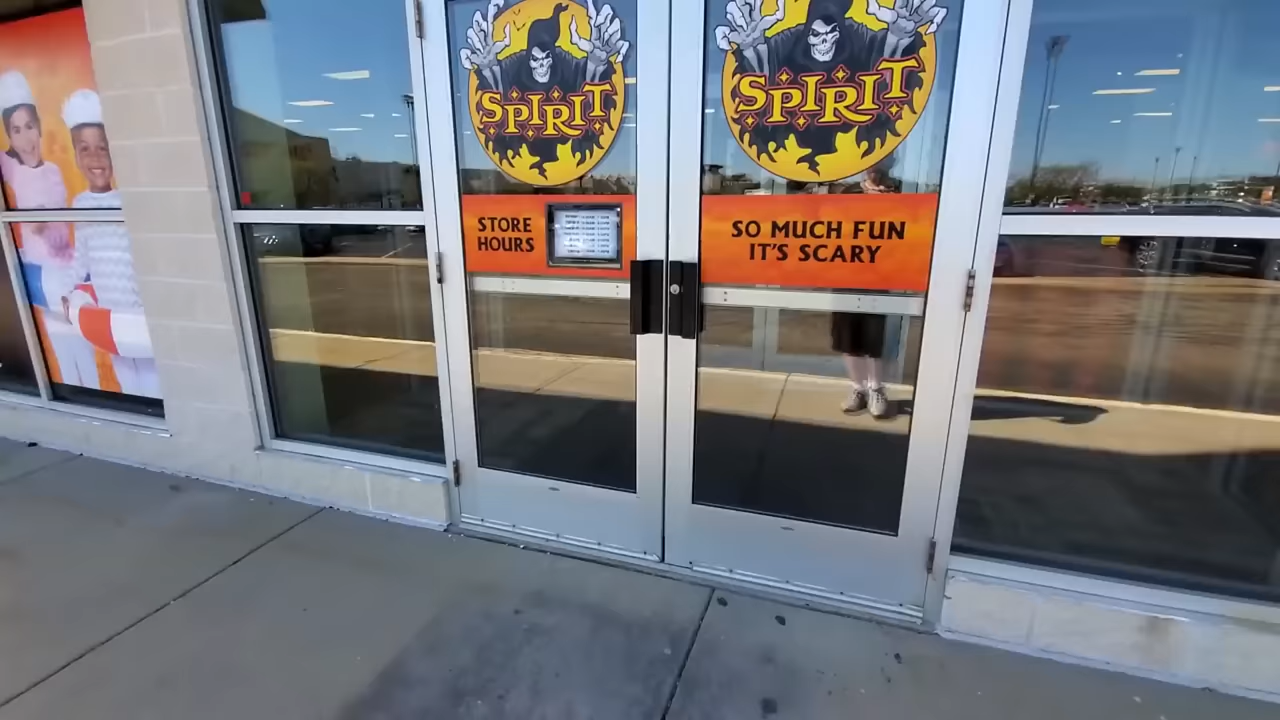 SPIRIT
SPIRIT
STORE
HOURS
SO MUCH FUN
IT'S SCARY